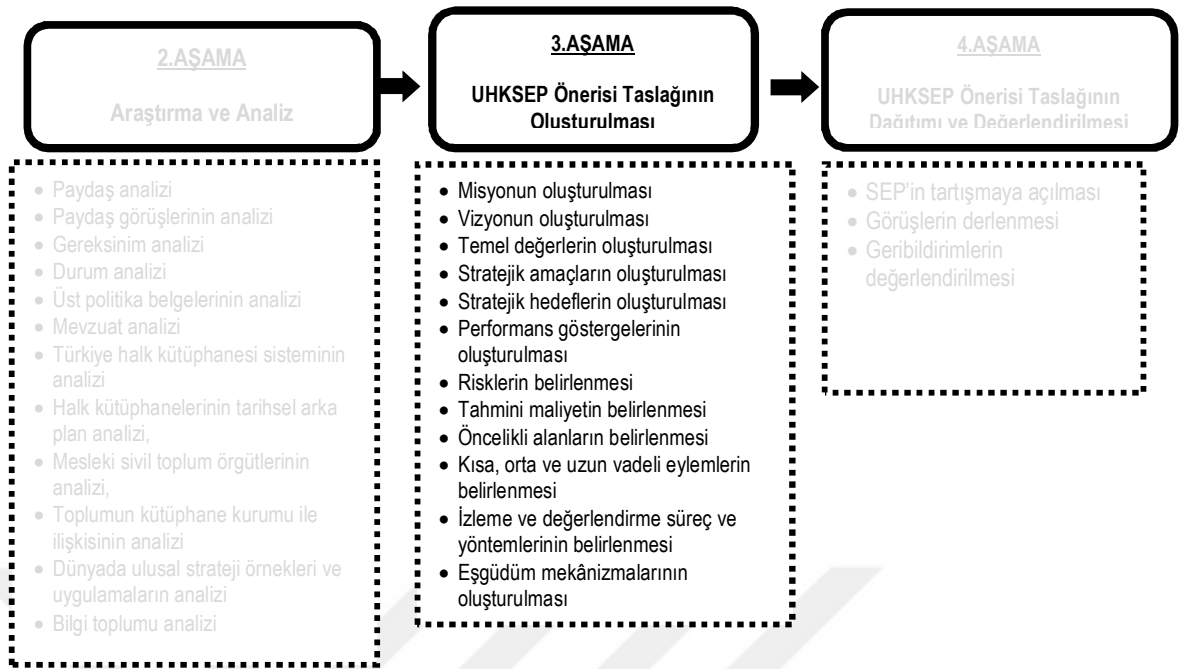 2.AŞAMA
Araştırma ve Analiz
• Paydaş analizi
• Paydaş görüşlerinin analizi
• Gereksinim analizi
• Durum analizi
• Üst politika belgelerinin analizi
• Mevzuat analizi
• Türkiye halk kütüphanesi sisteminin
analizi
• Halk kütüphanelerinin tarihsel arka
plan analizi,
• Mesleki sivil toplum örgütlerinin
analizi,
• Toplumun kütüphane kurumu ile
ilişkisinin analizi
• Dünyada ulusal strateji örnekleri ve
uygulamaların analizi
• Bilgi toplumu analizi
3.AŞAMA
UHKSEP Önerisi Taslağının
Oluşturulması
• Misyonun oluşturulması
• Vizyonun oluşturulması
• Temel değerlerin oluşturulması
• Stratejik amaçların oluşturulması
• Stratejik hedeflerin oluşturulması
• Performans göstergelerinin
oluşturulması
• Risklerin belirlenmesi
• Tahmini maliyetin belirlenmesi
• Öncelikli alanların belirlenmesi
• Kısa, orta ve uzun vadeli eylemlerin
belirlenmesi
• İzleme ve değerlendirme süreç ve
yöntemlerinin belirlenmesi
• Eşgüdüm mekânizmalarının
oluşturulması
4.AŞAMA
UHKSEP Önerisi Taslağının
Dağıtımı ve Değerlendirilmesi
• SEP’in tartışmaya açılması
• Görüşlerin derlenmesi
• Geribildirimlerin
değerlendirilmesi